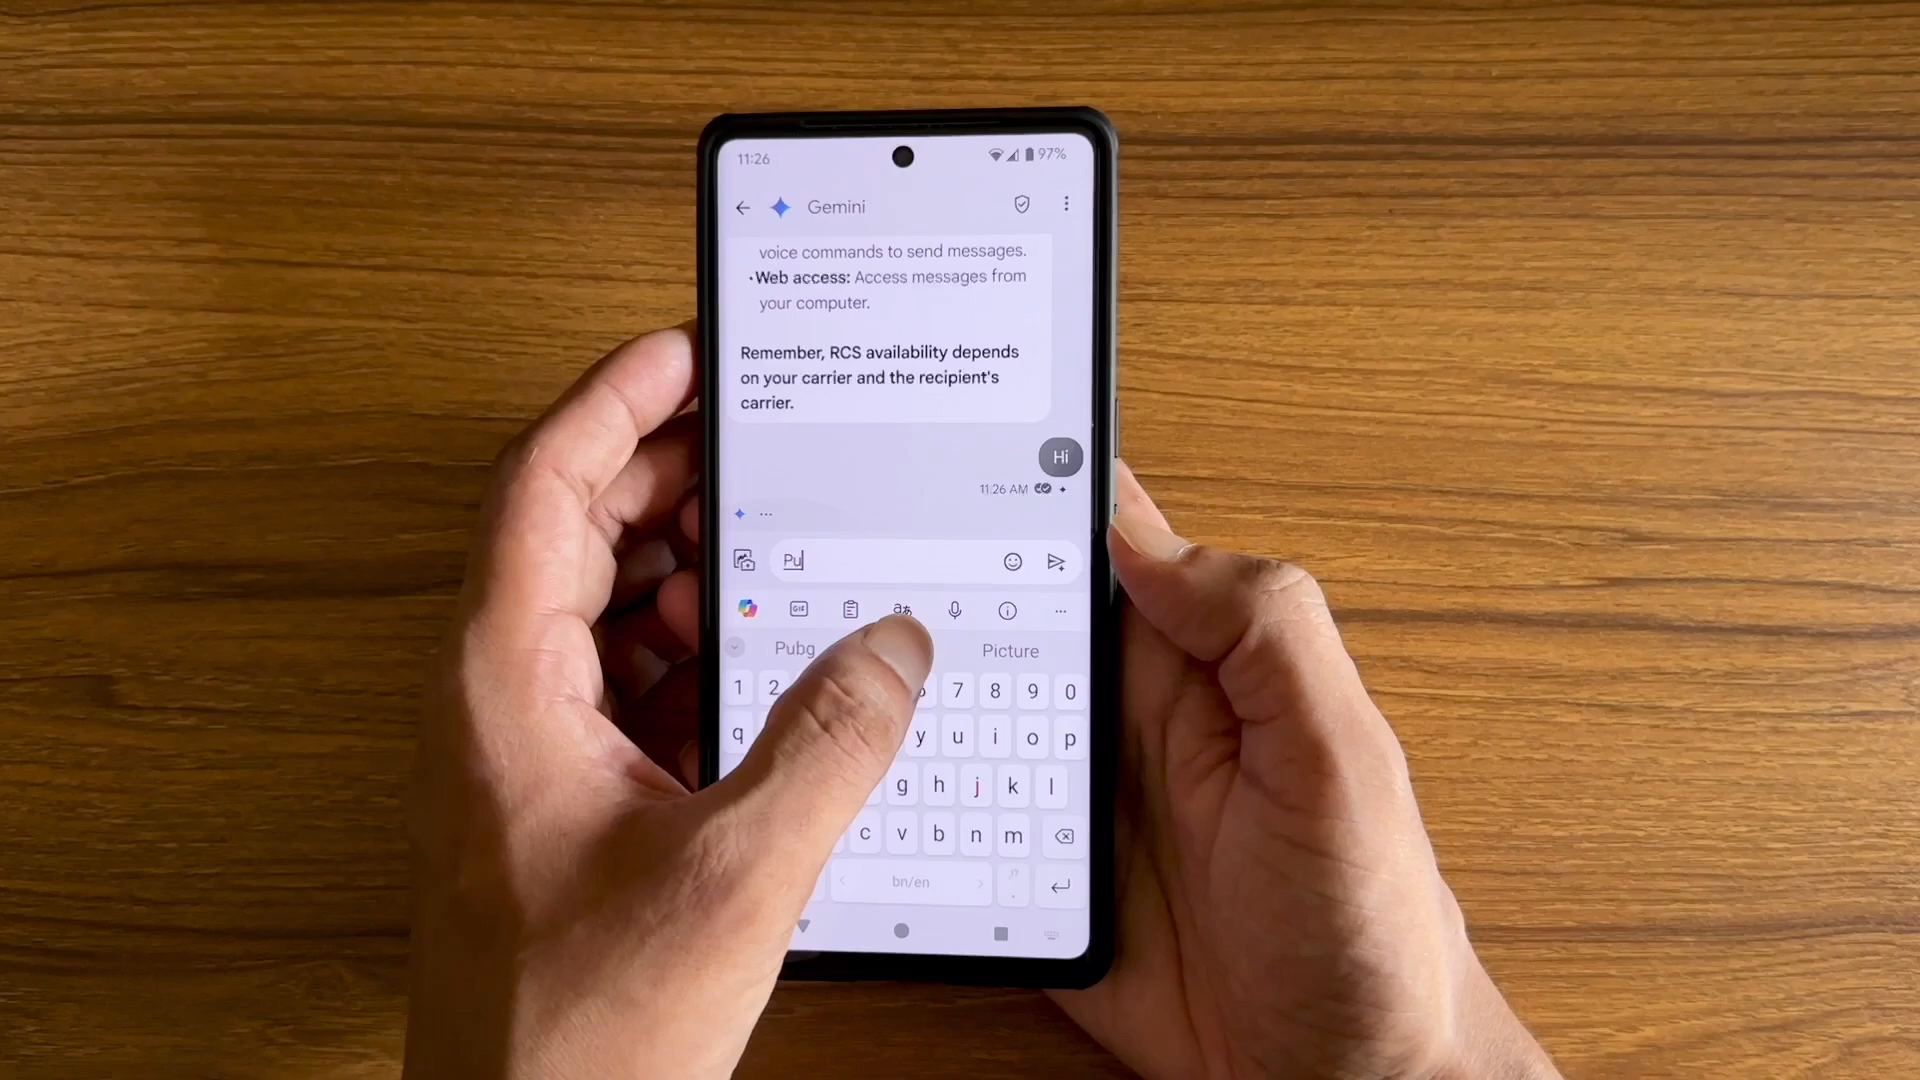 11:26 97%
Gemini
voice commands to send messages.
• Web access: Access messages from
your computer.
Remember, RCS availability depends
on your carrier and the recipient's
carrier.
Hi
11:26 AM
...
Pu
GIF
Pubg Picture
1 2 6 7 8 9 0
q y u i o p
g h j k l
c v b n m
bn/en